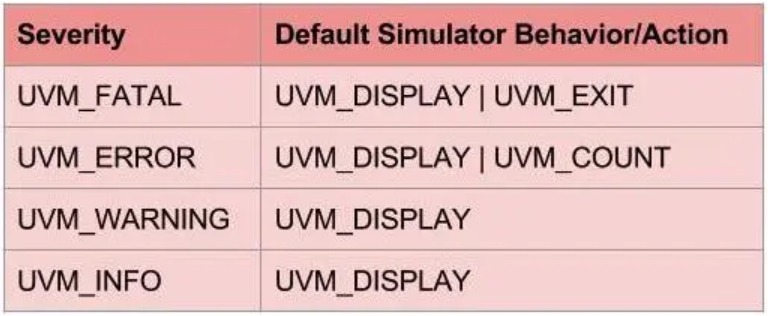 Severity Default Simulator Behavior/Action
UVM_FATAL UVM_DISPLAY | UVM_EXIT
UVM_ERROR UVM_DISPLAY | UVM_COUNT
UVM_WARNING UVM_DISPLAY
UVM_INFO UVM_DISPLAY